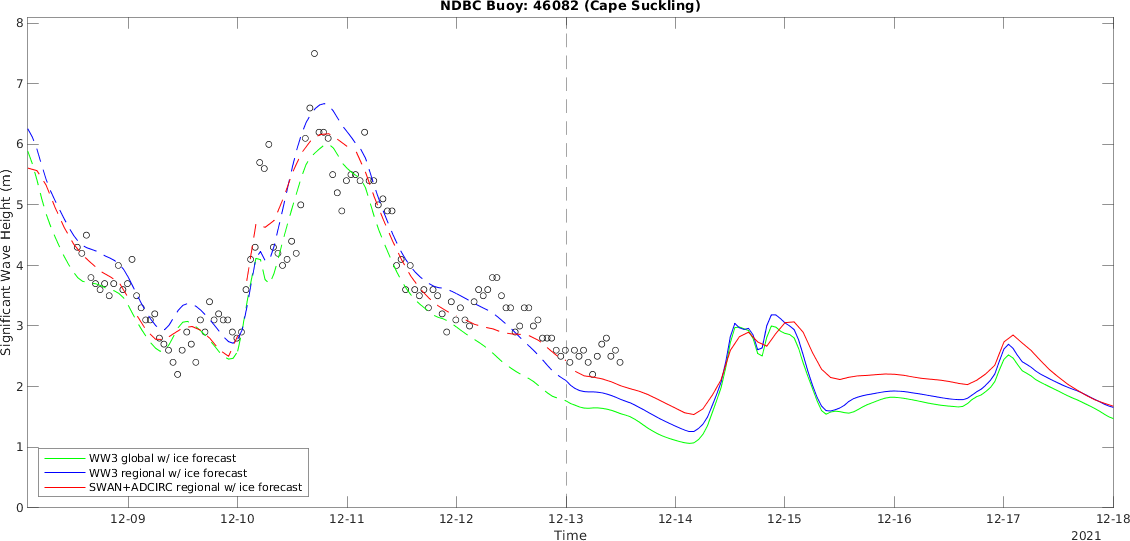 NDBC Buoy: 46082 (Cape Suckling)
8
7
6
5
4
3
2
1
0
Significant Wave Height (m)
WW3 global w/ ice forecast
WW3 regional w/ ice forecast
SWAN+ADCIRC regional w/ ice forecast
12-09 12-10 12-11 12-12 12-13 12-14 12-15 12-16 12-17 12-18
Time
2021